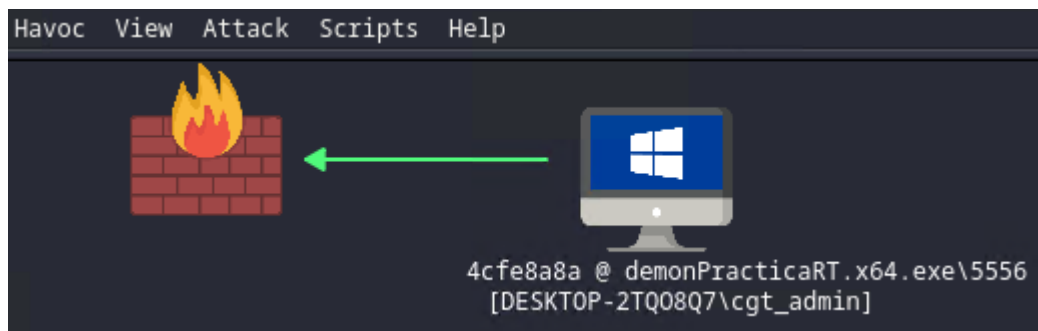 Havoc View Attack Scripts Help
4cfe8a8a @ demonPracticaRT.x64.exe\5556
[DESKTOP-2TQO8Q7\cgt_admin]